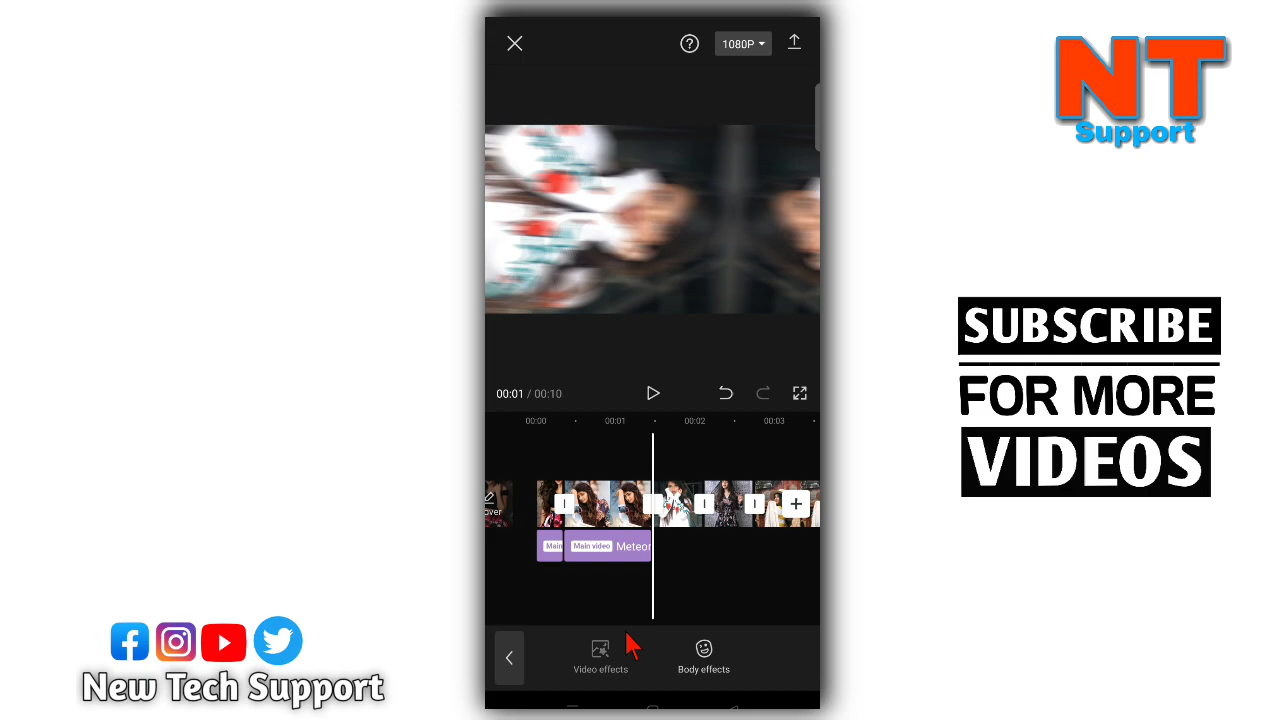 1080P
NT
Support
SUBSCRIBE
FOR MORE
VIDEOS
00:01 / 00:10
00:00
00:01
00:02
00:03
over
Main
Main video Meteor
Video effects
Body effects
New Tech Support